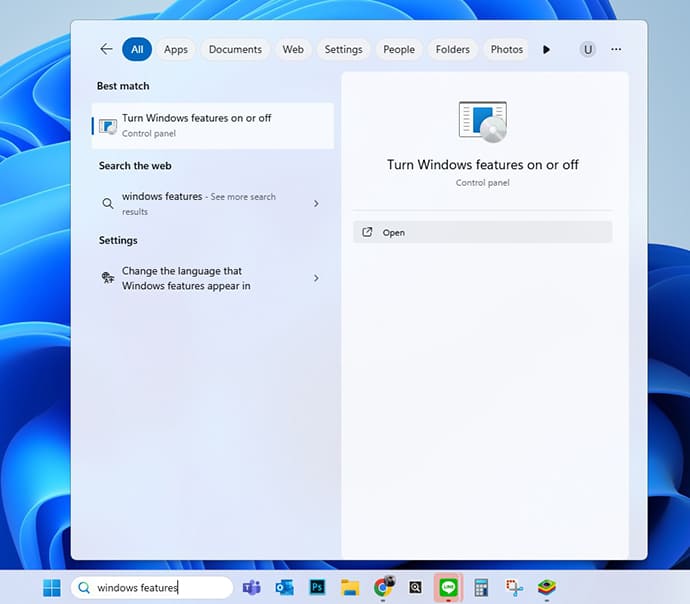 All Apps Documents Web Settings People Folders Photos U ...
Best match
Turn Windows features on or off
Control panel
Search the web
windows features - See more search
results
Settings
Change the language that
Windows features appear in
Turn Windows features on or off
Control panel
Open
windows features
Ps
LINE